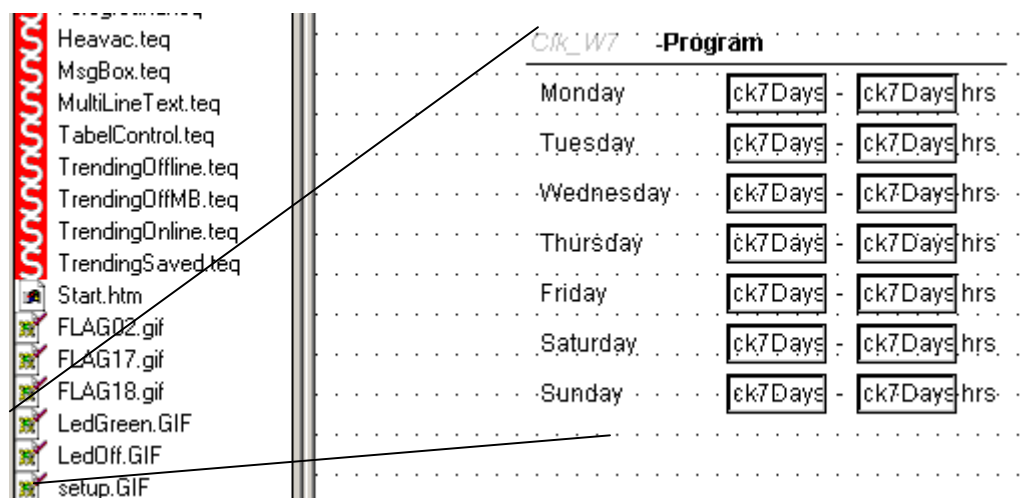 Heavac.teq
MsgBox.teq
MultiLineText.teq
TabelControl.teq
TrendingOffline.teq
TrendingOffMB.teq
TrendingOnline.teq
TrendingSaved.teq
Start.htm
FLAG02.gif
FLAG17.gif
FLAG18.gif
LedGreen.GIF
LedOff.GIF
setup.GIF
Clk_W7 -Program
Monday ck7Days - ck7Days hrs
Tuesday ck7Days - ck7Days hrs
Wednesday ck7Days - ck7Days hrs
Thursday ck7Days - ck7Days hrs
Friday ck7Days - ck7Days hrs
Saturday ck7Days - ck7Days hrs
Sunday ck7Days - ck7Days hrs